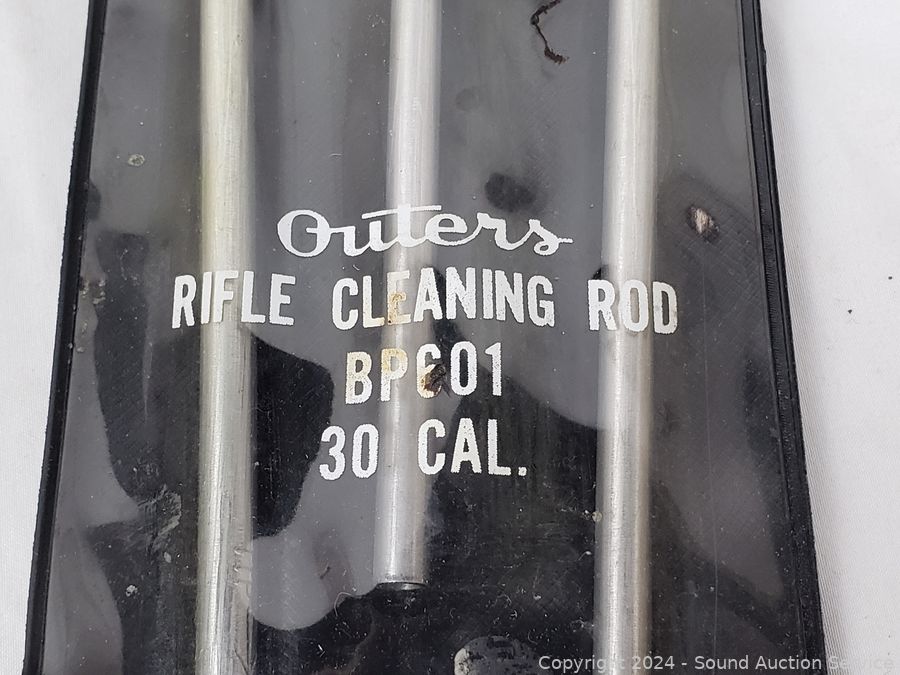 Outers
RIFLE CLEANING ROD
BP601
30 CAL.
Copyright 2024 - Sound Auction Service